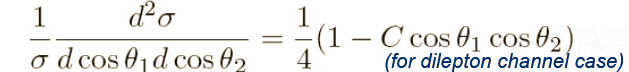 1/σ d²σ/(d cos θ₁ d cos θ₂) = 1/4 (1 − C cos θ₁ cos θ₂)
(for dilepton channel case)